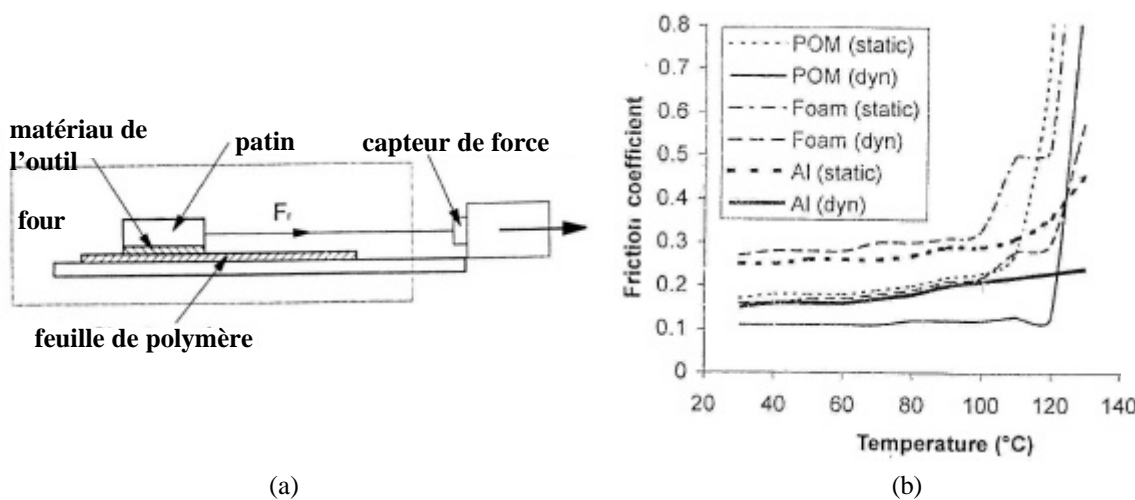 matériau de
l'outil
patin
capteur de force
four
Fr
feuille de polymère
(a)
0.8
0.7
0.6
0.5
0.4
0.3
0.2
0.1
0
Friction coefficient
POM (static)
POM (dyn)
Foam (static)
Foam (dyn)
Al (static)
Al (dyn)
20 40 60 80 100 120 140
Temperature (°C)
(b)